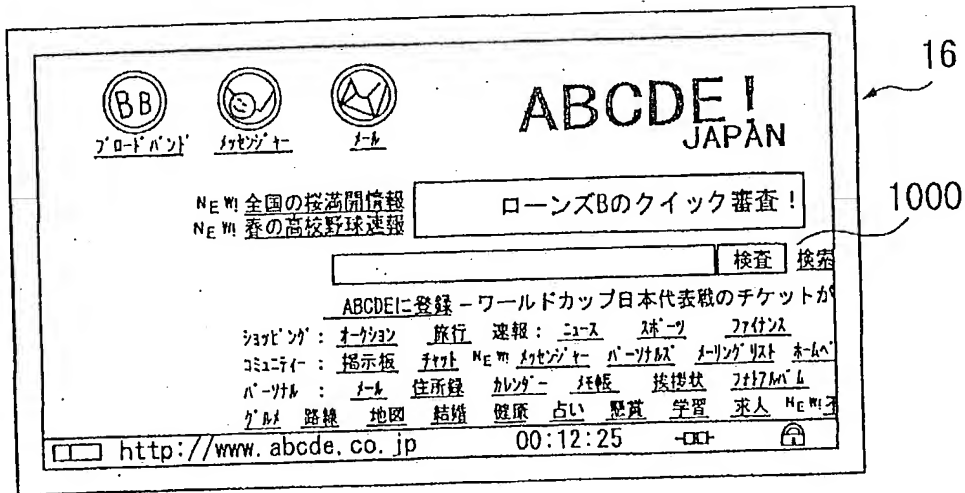 16
BB
ブロードバンド メッセンジャー メール
ABCDE!
JAPAN
NEW! 全国の桜満開情報
NEW! 春の高校野球速報
ローンズBのクイック審査!
1000
検査 検索
ABCDEに登録 - ワールドカップ日本代表戦のチケットが
ショッピング: オークション 旅行 速報: ニュース スポーツ ファイナンス
コミュニティー: 掲示板 チャット NEW! メッセンジャー パーソナルズ メーリングリスト ホームペ
パーソナル: メール 住所録 カレンダー メモ帳 挨拶状 フォトアルバム
グルメ 路線 地図 結婚 健康 占い 懸賞 学習 求人 NEW! 不
http://www.abcde.co.jp 00:12:25